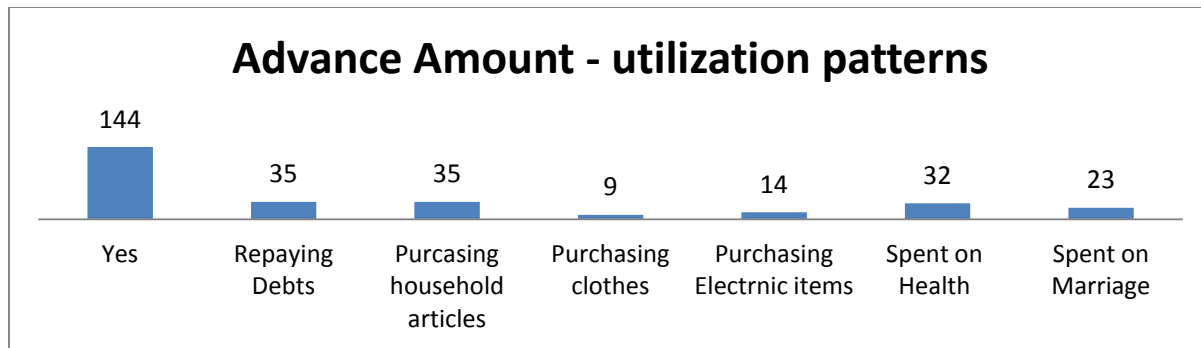 Advance Amount - utilization patterns
144
35
35
9
14
32
23
Yes
Repaying
Debts
Purcasing
household
articles
Purchasing
clothes
Purchasing
Electrnic items
Spent on
Health
Spent on
Marriage